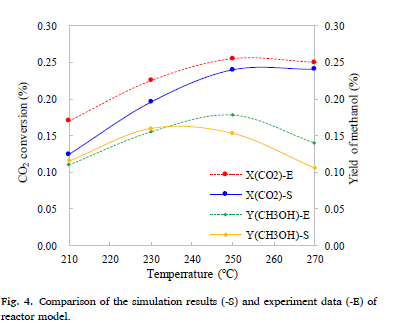 0.30 0.30
0.25 0.25
0.20 0.20
0.15 0.15
0.10 0.10
0.05 0.05
0.00 0.00
CO2 conversion (%)
Yield of methanol (%)
X(CO2)-E
X(CO2)-S
Y(CH3OH)-E
Y(CH3OH)-S
210 220 230 240 250 260 270
Temperrature (℃)
Fig. 4. Comparison of the simulation results (-S) and experiment data (-E) of
reactor model.